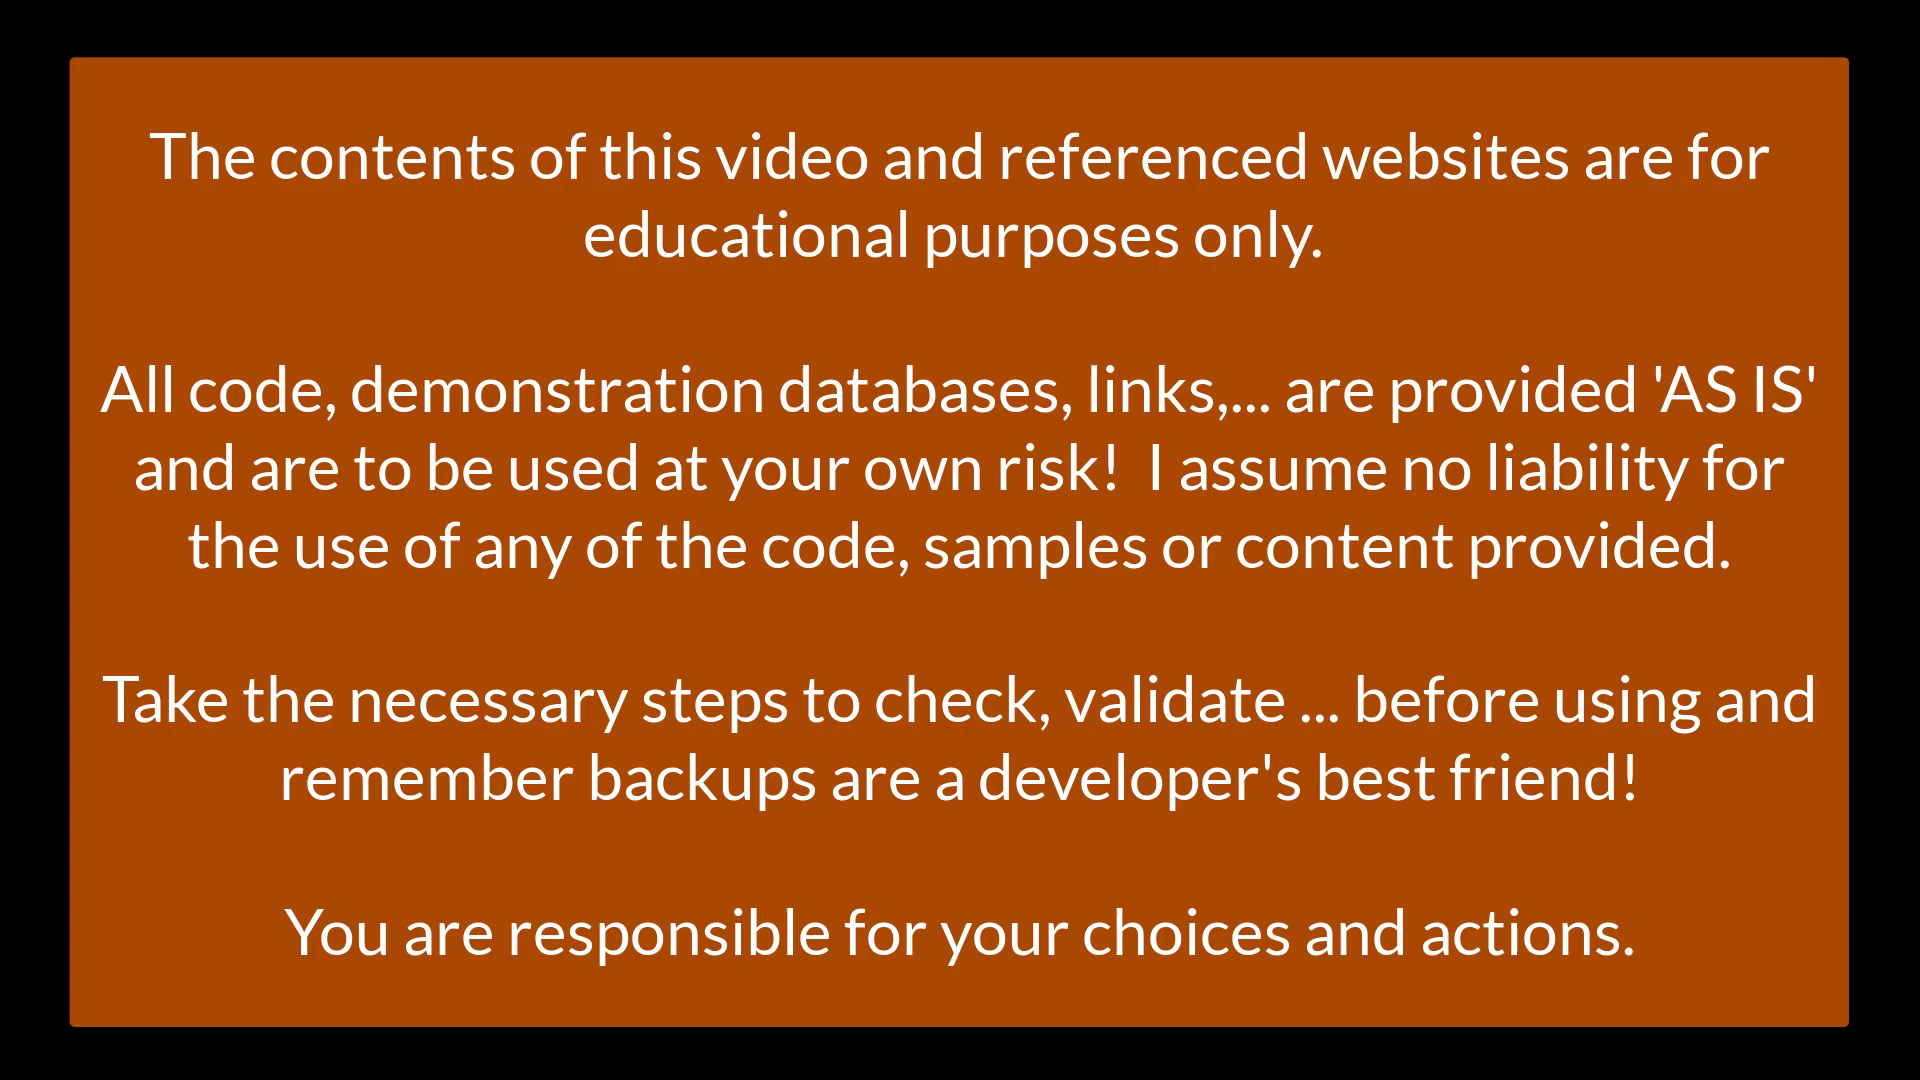 The contents of this video and referenced websites are for
educational purposes only.
All code, demonstration databases, links,... are provided 'AS IS'
and are to be used at your own risk!  I assume no liability for
the use of any of the code, samples or content provided.
Take the necessary steps to check, validate ... before using and
remember backups are a developer's best friend!
You are responsible for your choices and actions.